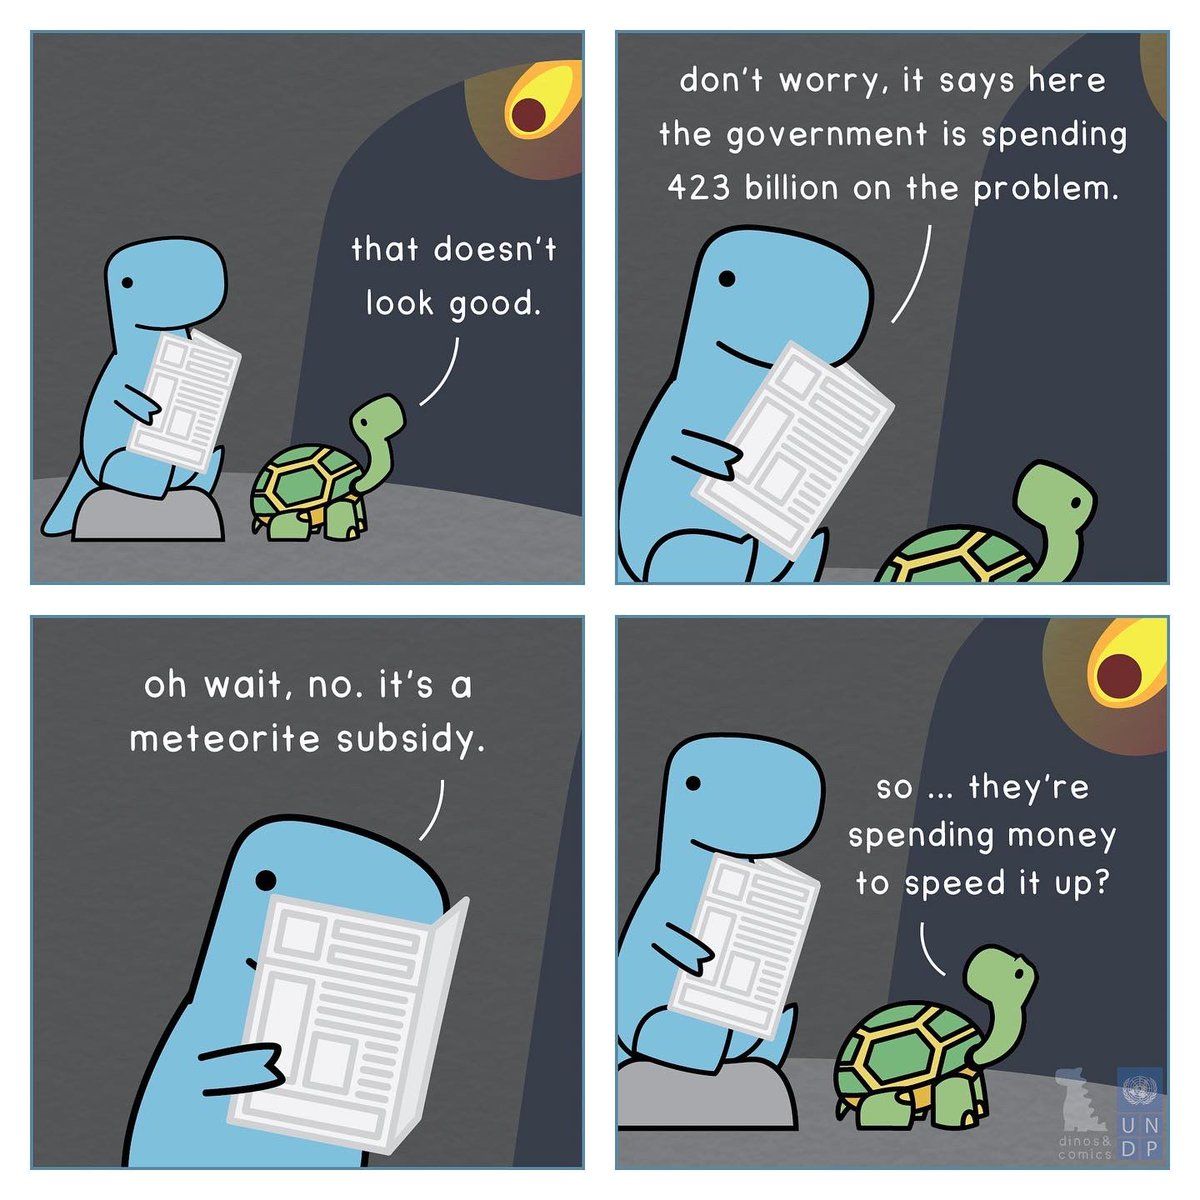 that doesn't
look good.
don't worry, it says here
the government is spending
423 billion on the problem.
oh wait, no. it's a
meteorite subsidy.
so ... they're
spending money
to speed it up?
dinos&
comics
U N
D P